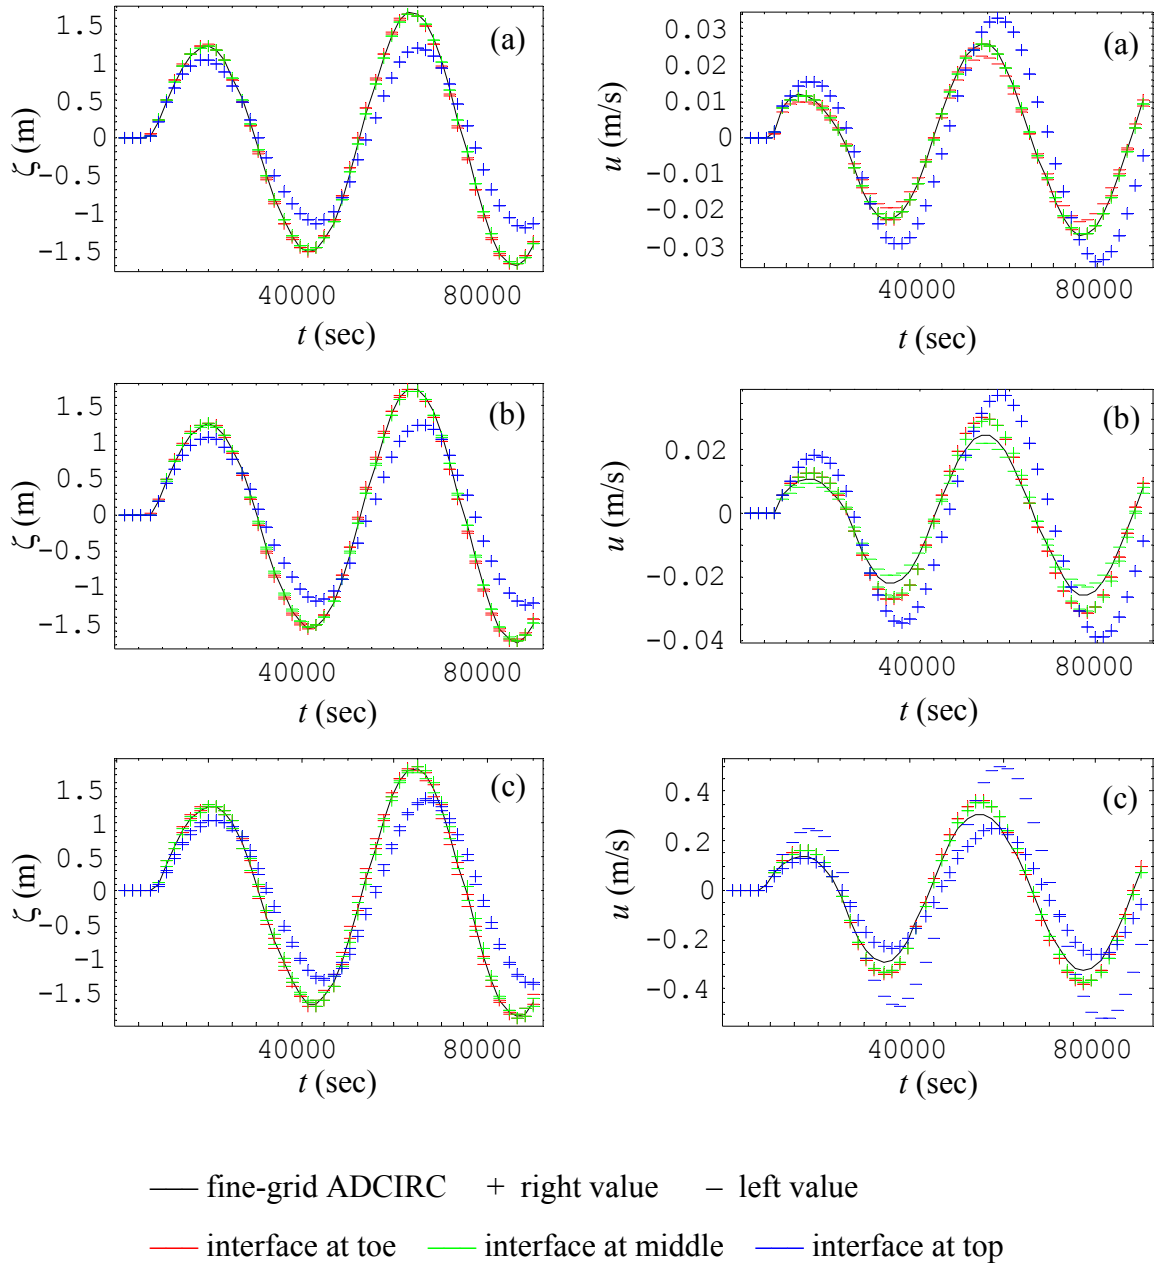 1.5
1
0.5
0
−0.5
−1
−1.5
ζ (m)
(a)
40000 80000
t (sec)
0.03
0.02
0.01
0
−0.01
−0.02
−0.03
u (m/s)
(a)
40000 80000
t (sec)
1.5
1
0.5
0
−0.5
−1
−1.5
ζ (m)
(b)
40000 80000
t (sec)
0.02
0
−0.02
−0.04
u (m/s)
(b)
40000 80000
t (sec)
1.5
1
0.5
0
−0.5
−1
−1.5
ζ (m)
(c)
40000 80000
t (sec)
0.4
0.2
0
−0.2
−0.4
u (m/s)
(c)
40000 80000
t (sec)
— fine-grid ADCIRC + right value − left value
— interface at toe — interface at middle — interface at top